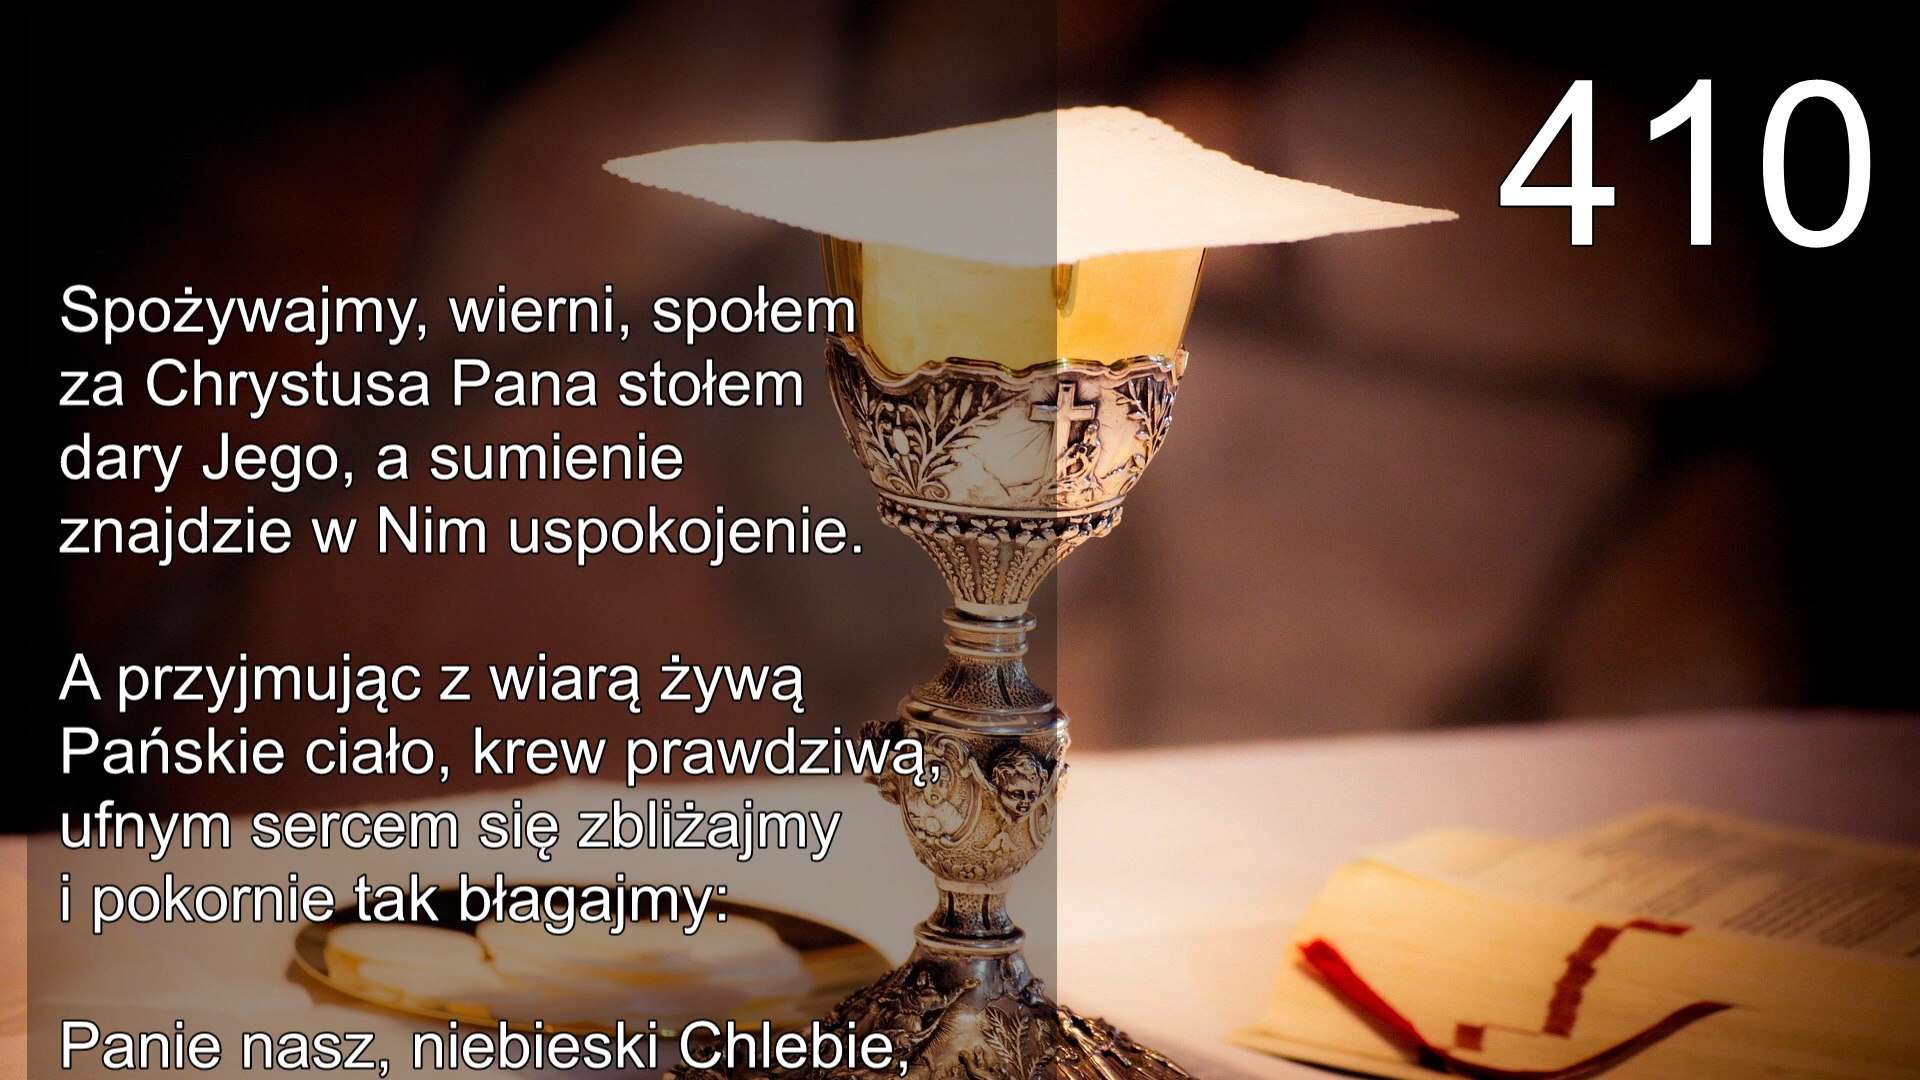 410
Spożywajmy, wierni, społem
za Chrystusa Pana stołem
dary Jego, a sumienie
znajdzie w Nim uspokojenie.
A przyjmując z wiarą żywą
Pańskie ciało, krew prawdziwą,
ufnym sercem się zbliżajmy
i pokornie tak błagajmy:
Panie nasz, niebieski Chlebie,